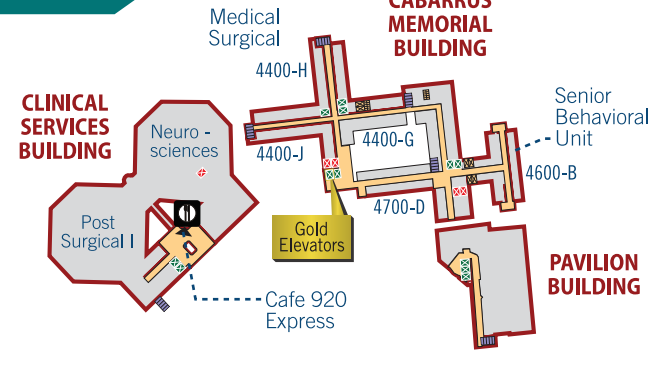 CABARRUS
MEMORIAL
BUILDING
Medical
Surgical
4400-H
CLINICAL
SERVICES
BUILDING
Neuro -
sciences
4400-J
4400-G
Senior
Behavioral
Unit
4600-B
4700-D
Post
Surgical I
Gold
Elevators
PAVILION
BUILDING
Cafe 920
Express